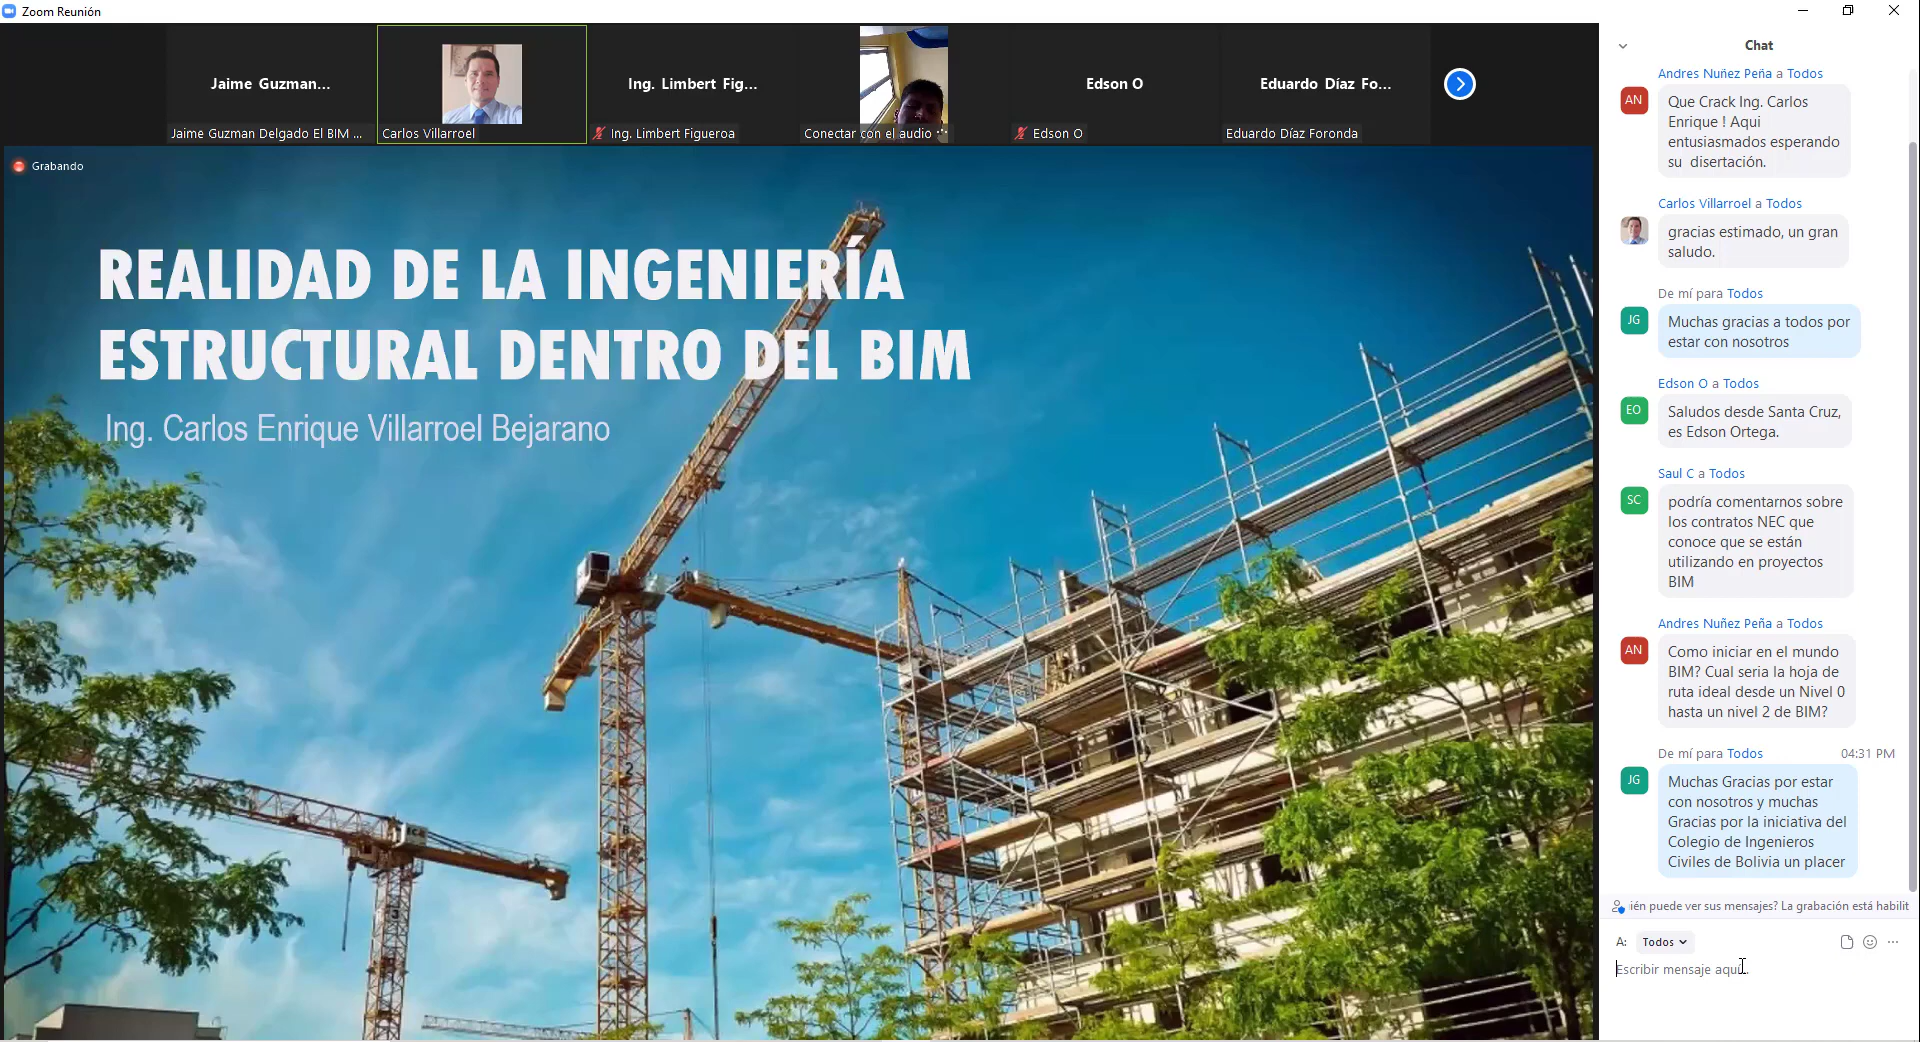 Zoom Reunión
Jaime Guzman...
Jaime Guzman Delgado El BIM ...
Carlos Villarroel
Ing. Limbert Fig...
Ing. Limbert Figueroa
Conectar con el audio
Edson O
Edson O
Eduardo Díaz Fo...
Eduardo Díaz Foronda
Grabando
REALIDAD DE LA INGENIERÍA
ESTRUCTURAL DENTRO DEL BIM
Ing. Carlos Enrique Villarroel Bejarano
Chat
Andres Nuñez Peña a Todos
AN
Que Crack Ing. Carlos
Enrique ! Aqui
entusiasmados esperando
su disertación.
Carlos Villarroel a Todos
gracias estimado, un gran
saludo.
De mí para Todos
JG
Muchas gracias a todos por
estar con nosotros
Edson O a Todos
EO
Saludos desde Santa Cruz,
es Edson Ortega.
Saul C a Todos
SC
podría comentarnos sobre
los contratos NEC que
conoce que se están
utilizando en proyectos
BIM
Andres Nuñez Peña a Todos
AN
Como iniciar en el mundo
BIM? Cual seria la hoja de
ruta ideal desde un Nivel 0
hasta un nivel 2 de BIM?
De mí para Todos 04:31 PM
JG
Muchas Gracias por estar
con nosotros y muchas
Gracias por la iniciativa del
Colegio de Ingenieros
Civiles de Bolivia un placer
ién puede ver sus mensajes? La grabación está habilit
A: Todos
Escribir mensaje aquí...